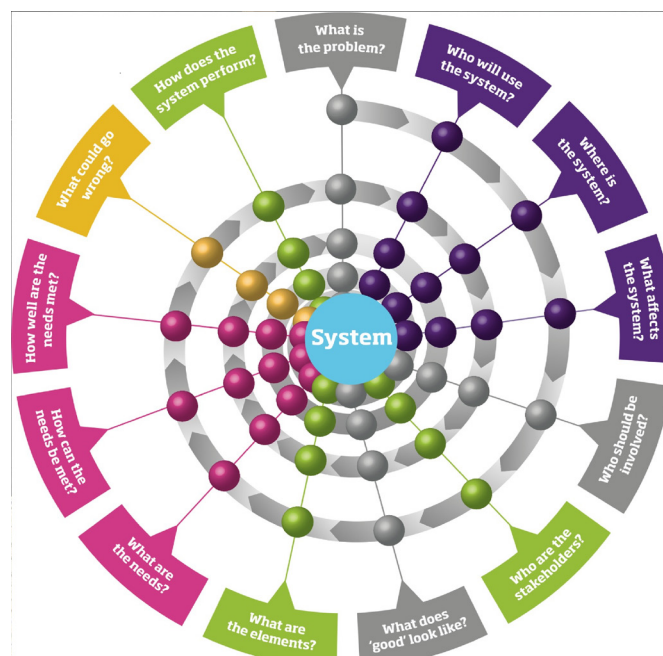 What is
the problem?
Who will use
the system?
Where is
the system?
What affects
the system?
Who should be
involved?
Who are the
stakeholders?
What does
‘good’ look like?
What are
the elements?
What are
the needs?
How can the
needs be met?
How well are the
needs met?
What could go
wrong?
How does the
system perform?
System